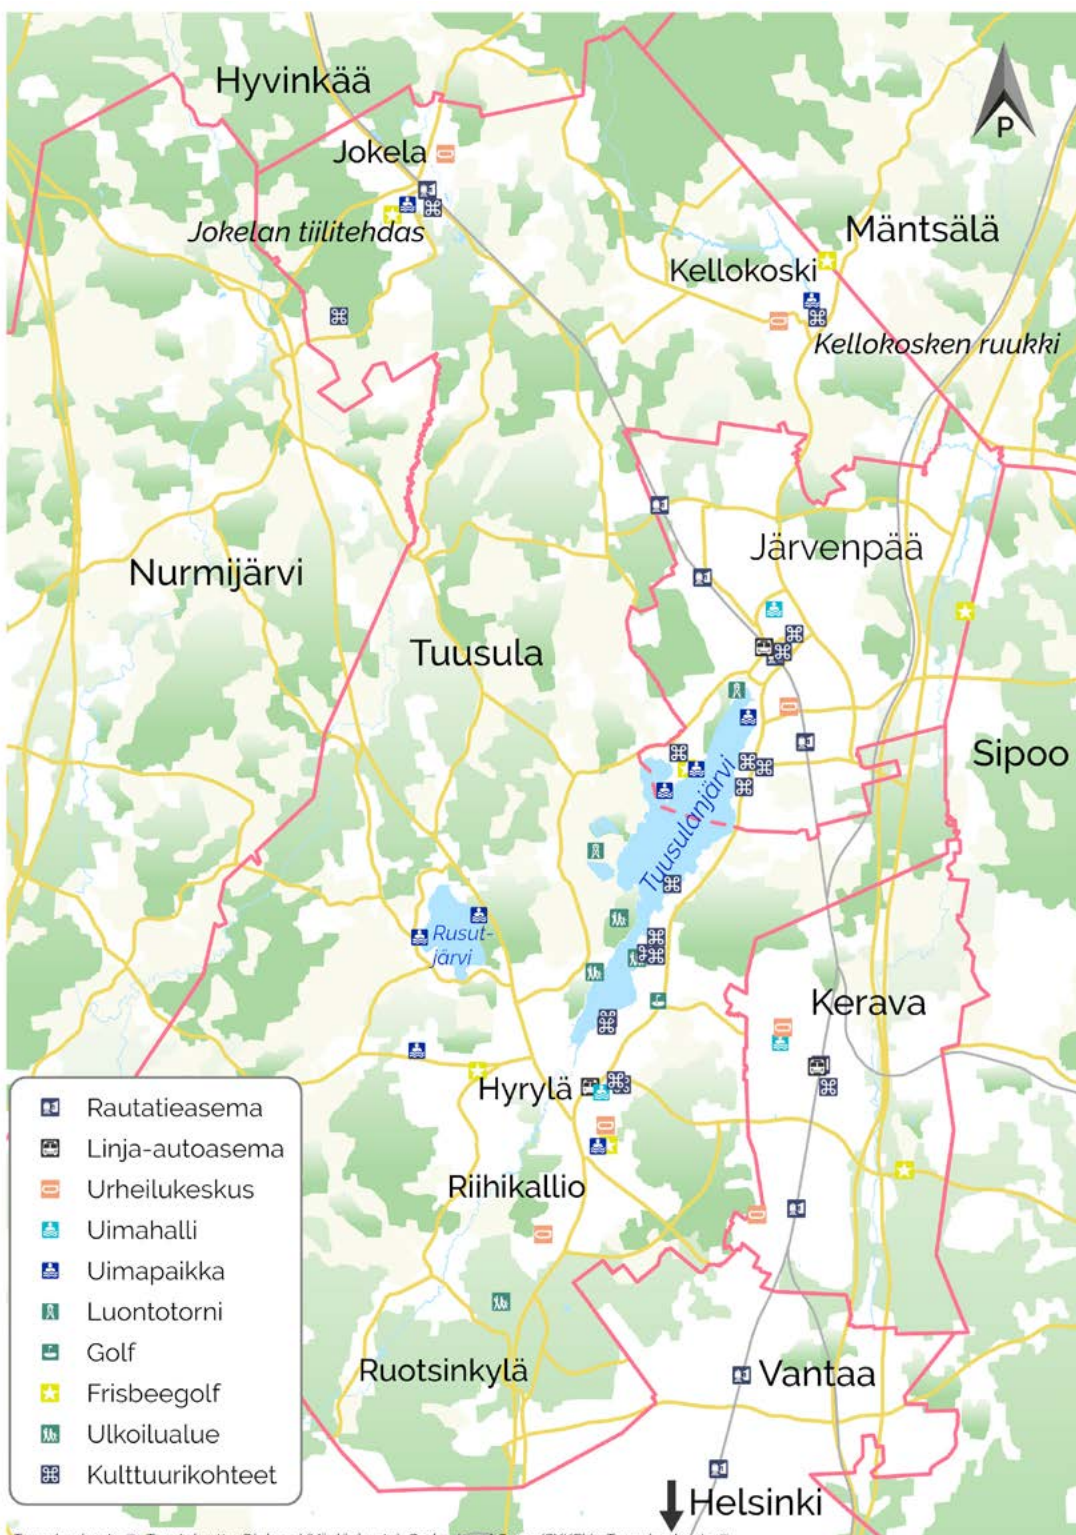 Hyvinkää
P
Jokela
Jokelan tiilitehdas
Mäntsälä
Kellokoski
Kellokosken ruukki
Järvenpää
Nurmijärvi
Tuusula
Sipoo
Tuusulanjärvi
Rusut-
järvi
Kerava
Hyrylä
Riihikallio
Ruotsinkylä
Vantaa
Helsinki
Rautatieasema
Linja-autoasema
Urheilukeskus
Uimahalli
Uimapaikka
Luontotorni
Golf
Frisbeegolf
Ulkoilualue
Kulttuurikohteet